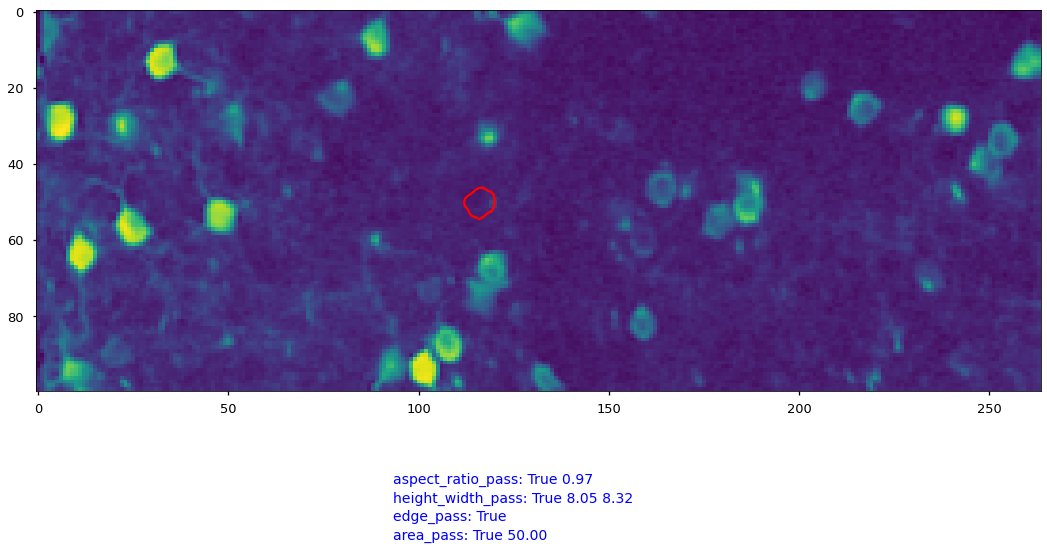 0
20
40
60
80
0 50 100 150 200 250
aspect_ratio_pass: True 0.97
height_width_pass: True 8.05 8.32
edge_pass: True
area_pass: True 50.00